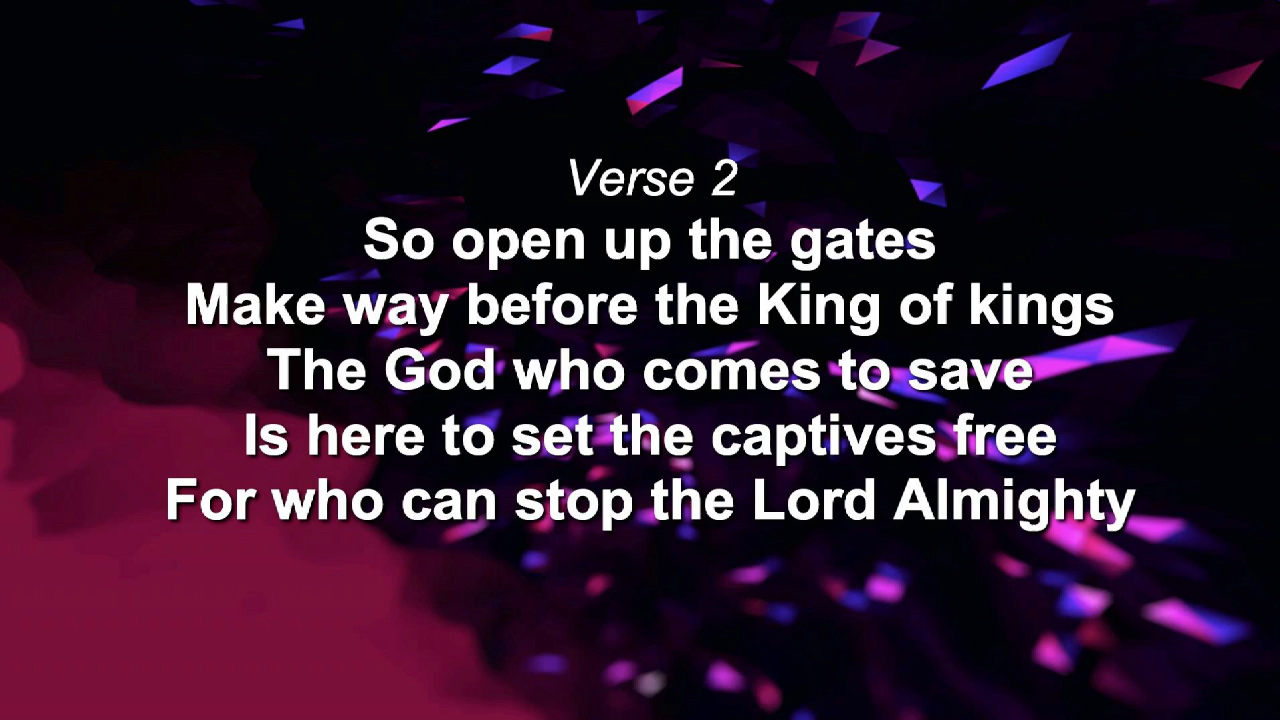 Verse 2
So open up the gates
Make way before the King of kings
The God who comes to save
Is here to set the captives free
For who can stop the Lord Almighty